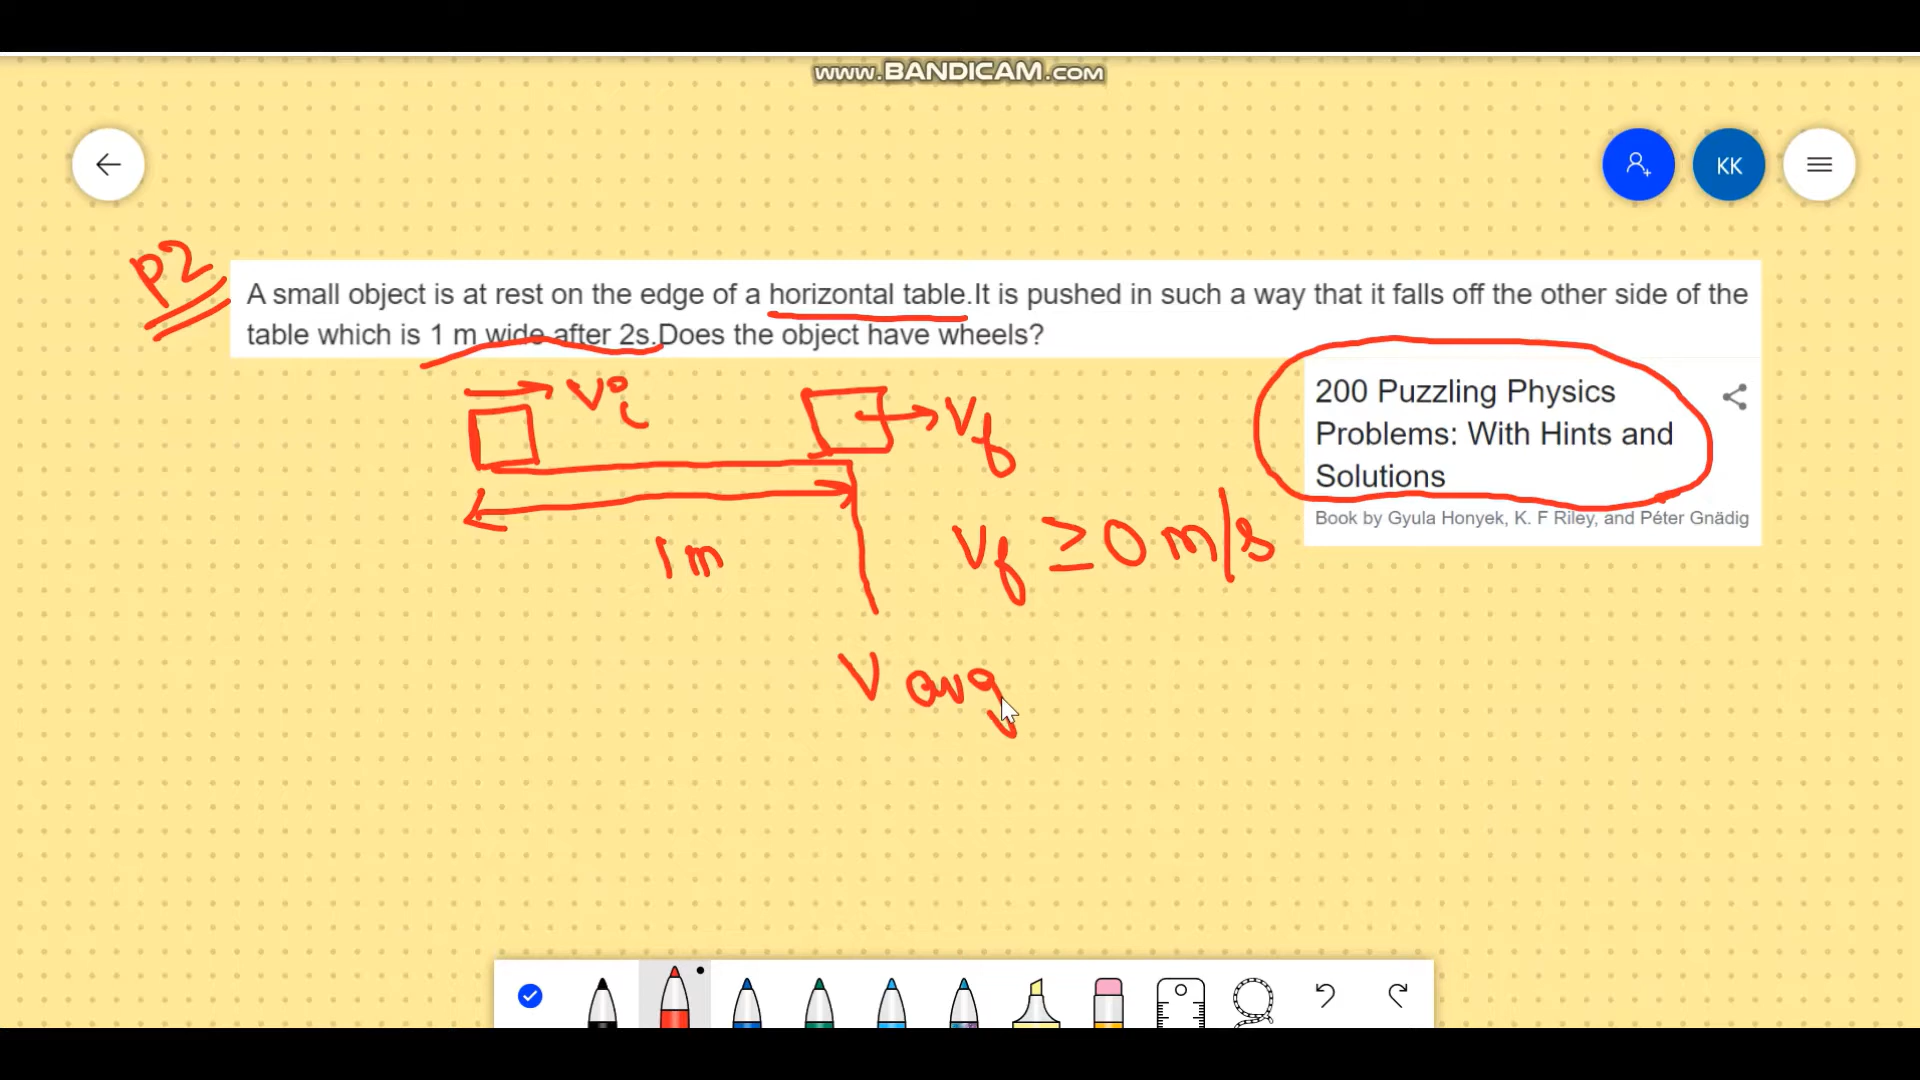 www.BANDICAM.com
KK
P2
A small object is at rest on the edge of a horizontal table.It is pushed in such a way that it falls off the other side of the
table which is 1 m wide after 2s.Does the object have wheels?
200 Puzzling Physics
Problems: With Hints and
Solutions
Book by Gyula Honyek, K. F Riley, and Péter Gnädig
Vi
Vf
1m
Vf ≥ 0 m/s
Vavg